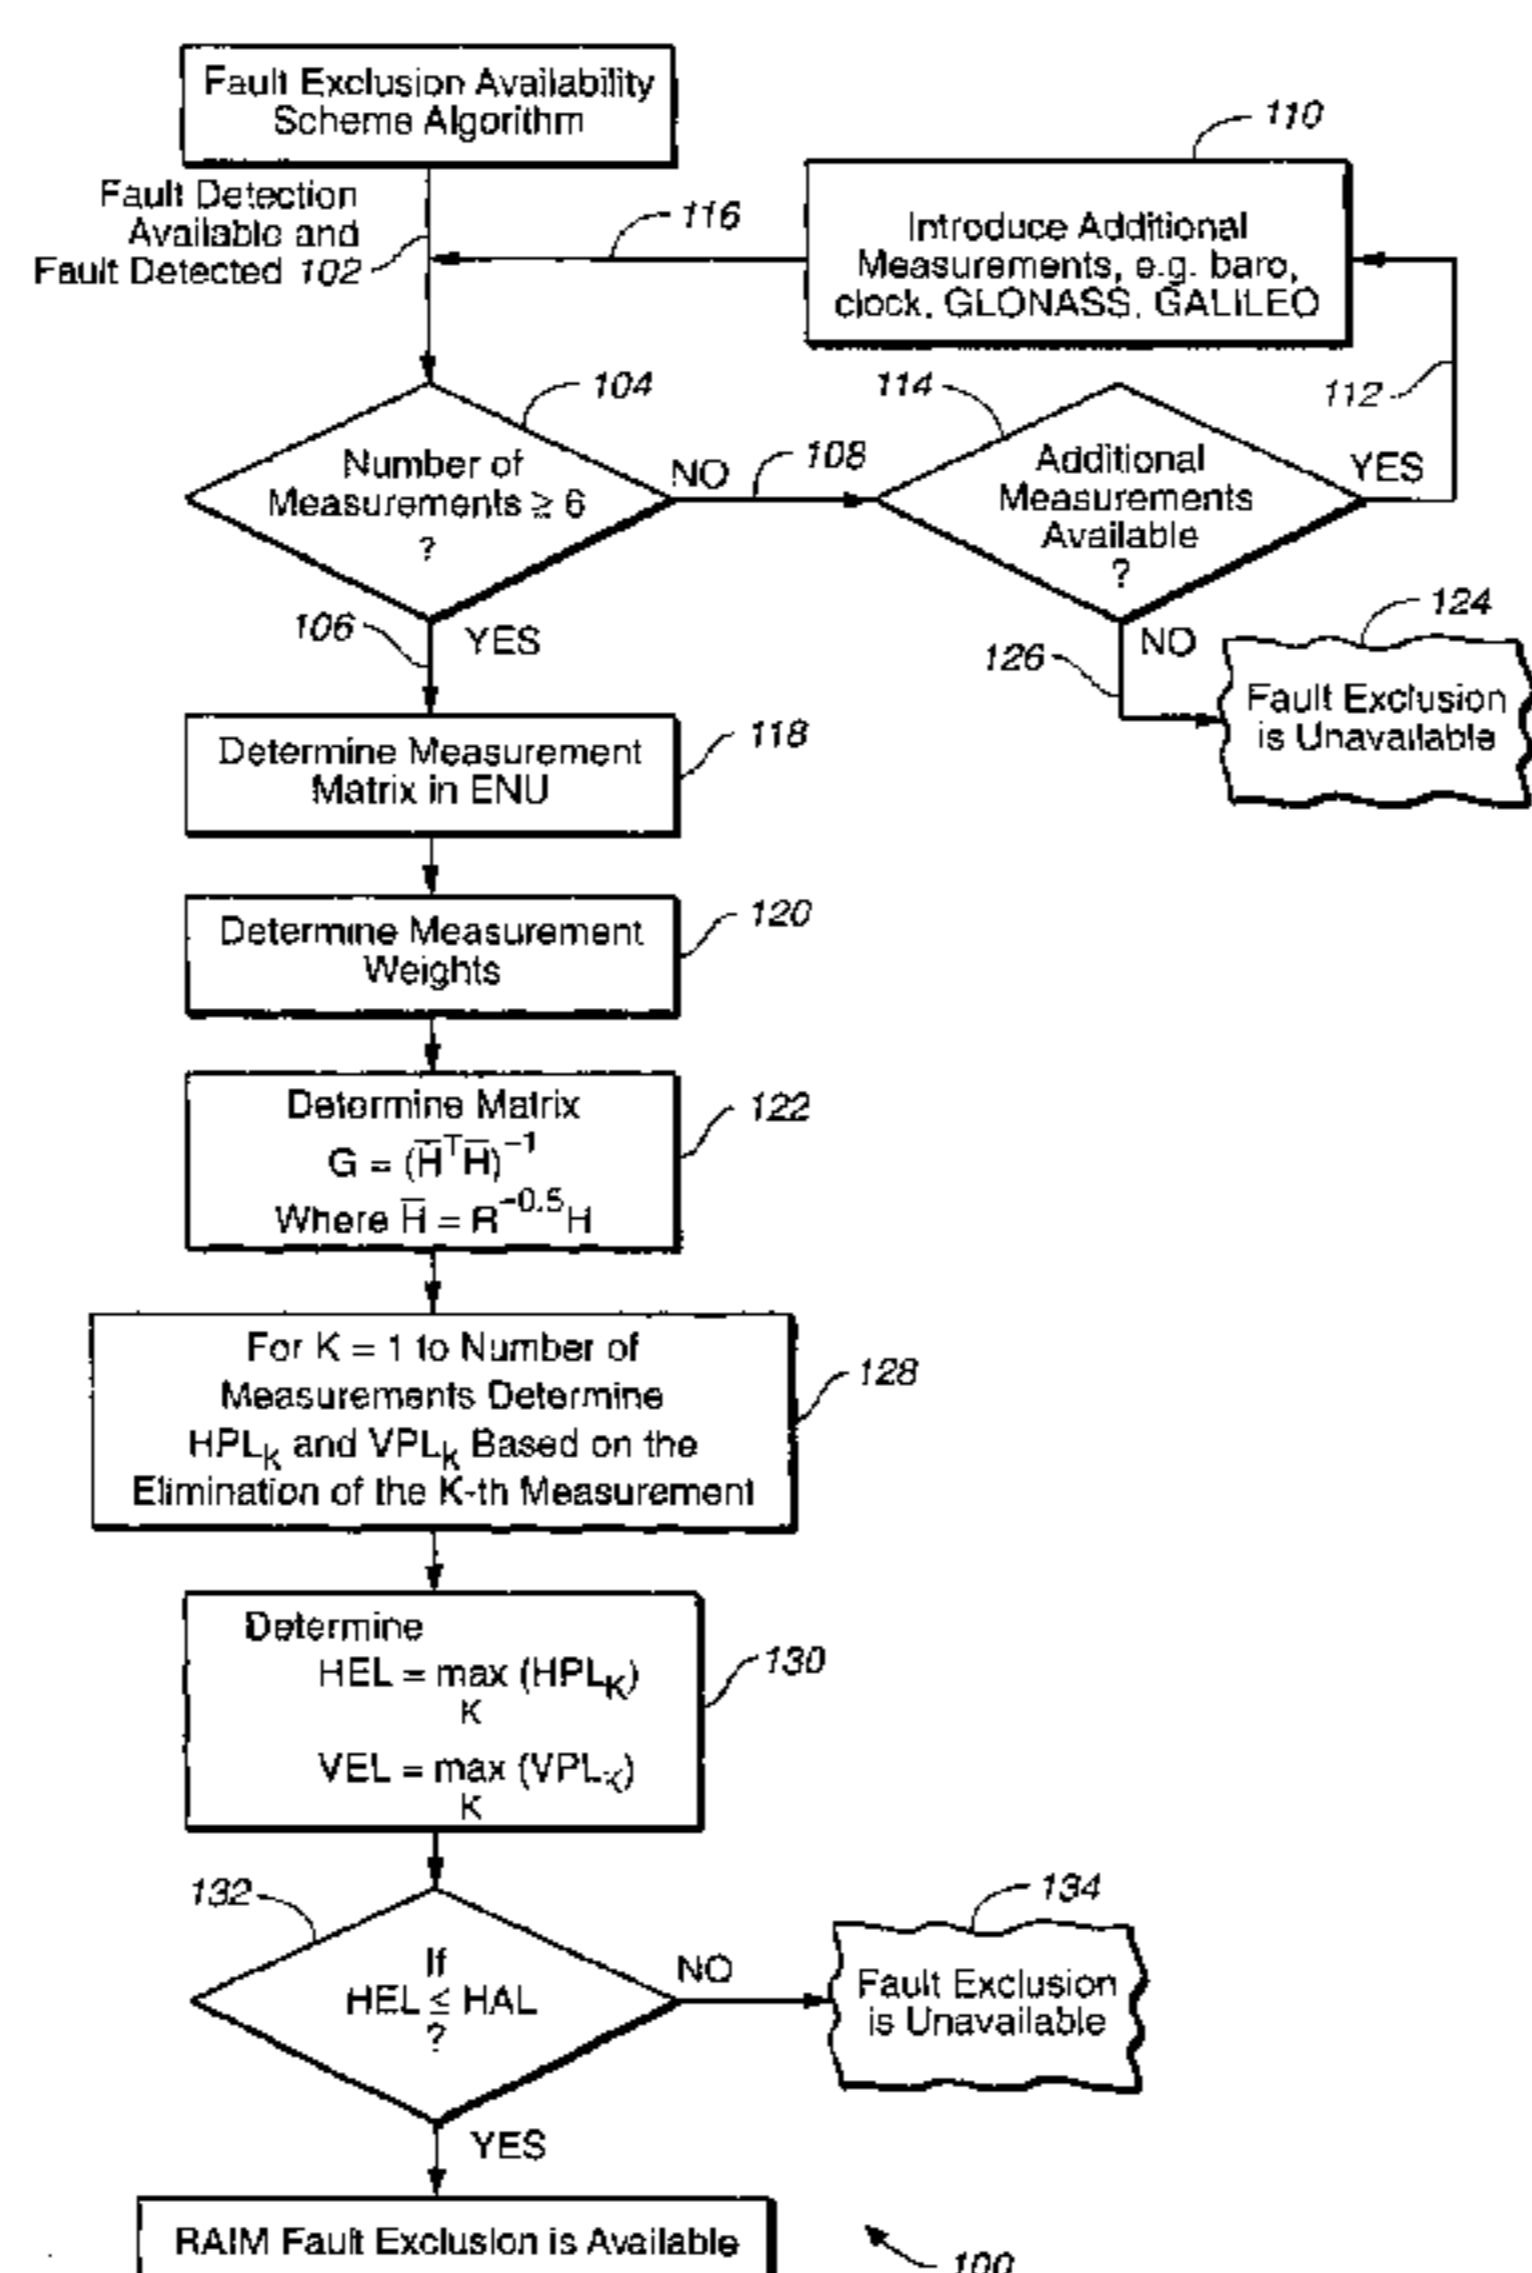 Fault Exclusion Availability
Scheme Algorithm
110
Fault Detection
Available and
Fault Detected 102
116
Introduce Additional
Measurements, e.g. baro,
clock, GLONASS, GALILEO
104
114
112
Number of
Measurements ≥ 6
?
NO
108
Additional
Measurements
Available
?
YES
106
YES
126
NO
124
Fault Exclusion
is Unavailable
Determine Measurement
Matrix in ENU
118
Determine Measurement
Weights
120
Determine Matrix
G = (H̅ᵀH̅)⁻¹
Where H̅ = R^-0.5 H
122
For K = 1 to Number of
Measurements Determine
HPLk and VPLk Based on the
Elimination of the K-th Measurement
128
Determine
HEL = max (HPLK)
K
VEL = max (VPLK)
K
130
132
If
HEL ≤ HAL
?
NO
134
Fault Exclusion
is Unavailable
YES
RAIM Fault Exclusion is Available
100